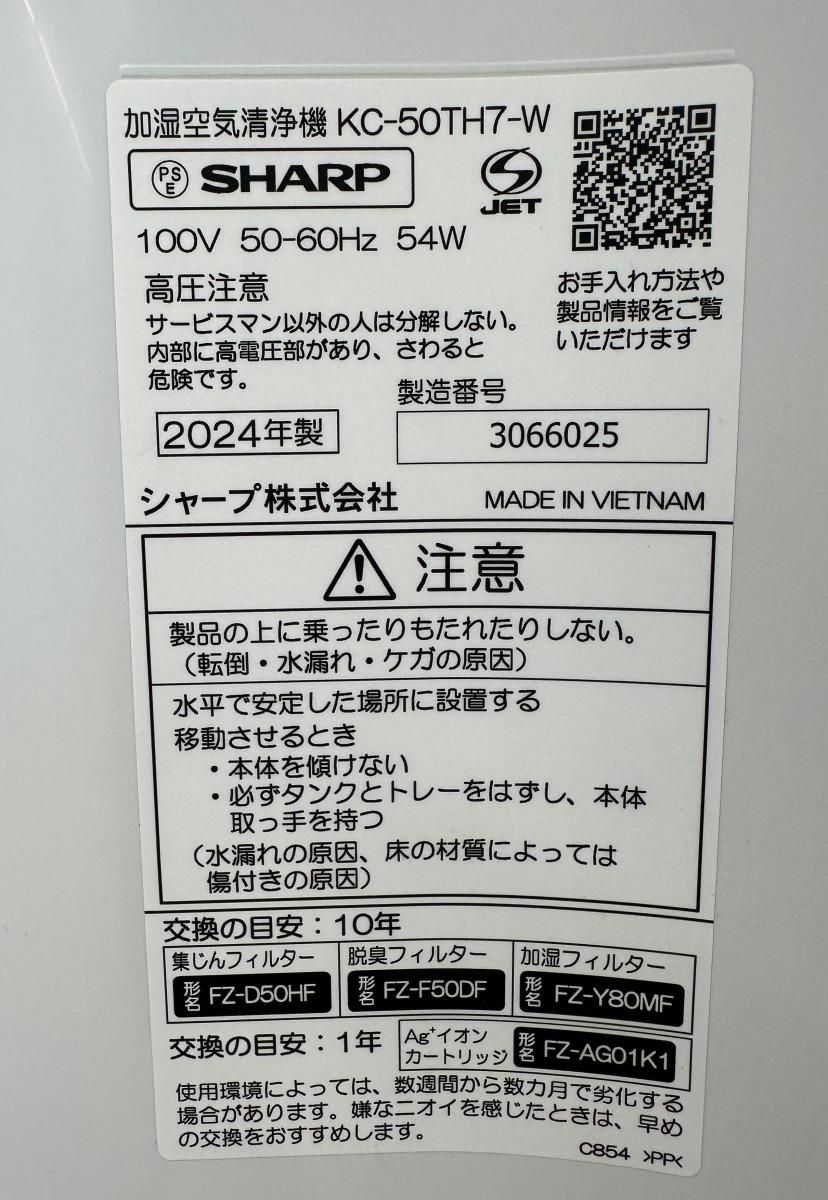 加湿空気清浄機 KC-50TH7-W
PS
E
SHARP
JET
100V 50-60Hz 54W
高圧注意
サービスマン以外の人は分解しない。
内部に高電圧部があり、さわると
危険です。
お手入れ方法や
製品情報をご覧
いただけます
製造番号
2024年製
3066025
シャープ株式会社
MADE IN VIETNAM
注意
製品の上に乗ったりもたれたりしない。
（転倒・水漏れ・ケガの原因）
水平で安定した場所に設置する
移動させるとき
・本体を傾けない
・必ずタンクとトレーをはずし、本体
取っ手を持つ
（水漏れの原因、床の材質によっては
傷付きの原因）
交換の目安：10年
集じんフィルター
形名 FZ-D50HF
脱臭フィルター
形名 FZ-F50DF
加湿フィルター
形名 FZ-Y80MF
交換の目安：1年
Ag⁺イオン
カートリッジ
形名 FZ-AG01K1
使用環境によっては、数週間から数カ月で劣化する
場合があります。嫌なニオイを感じたときは、早め
の交換をおすすめします。
C854 >PP<